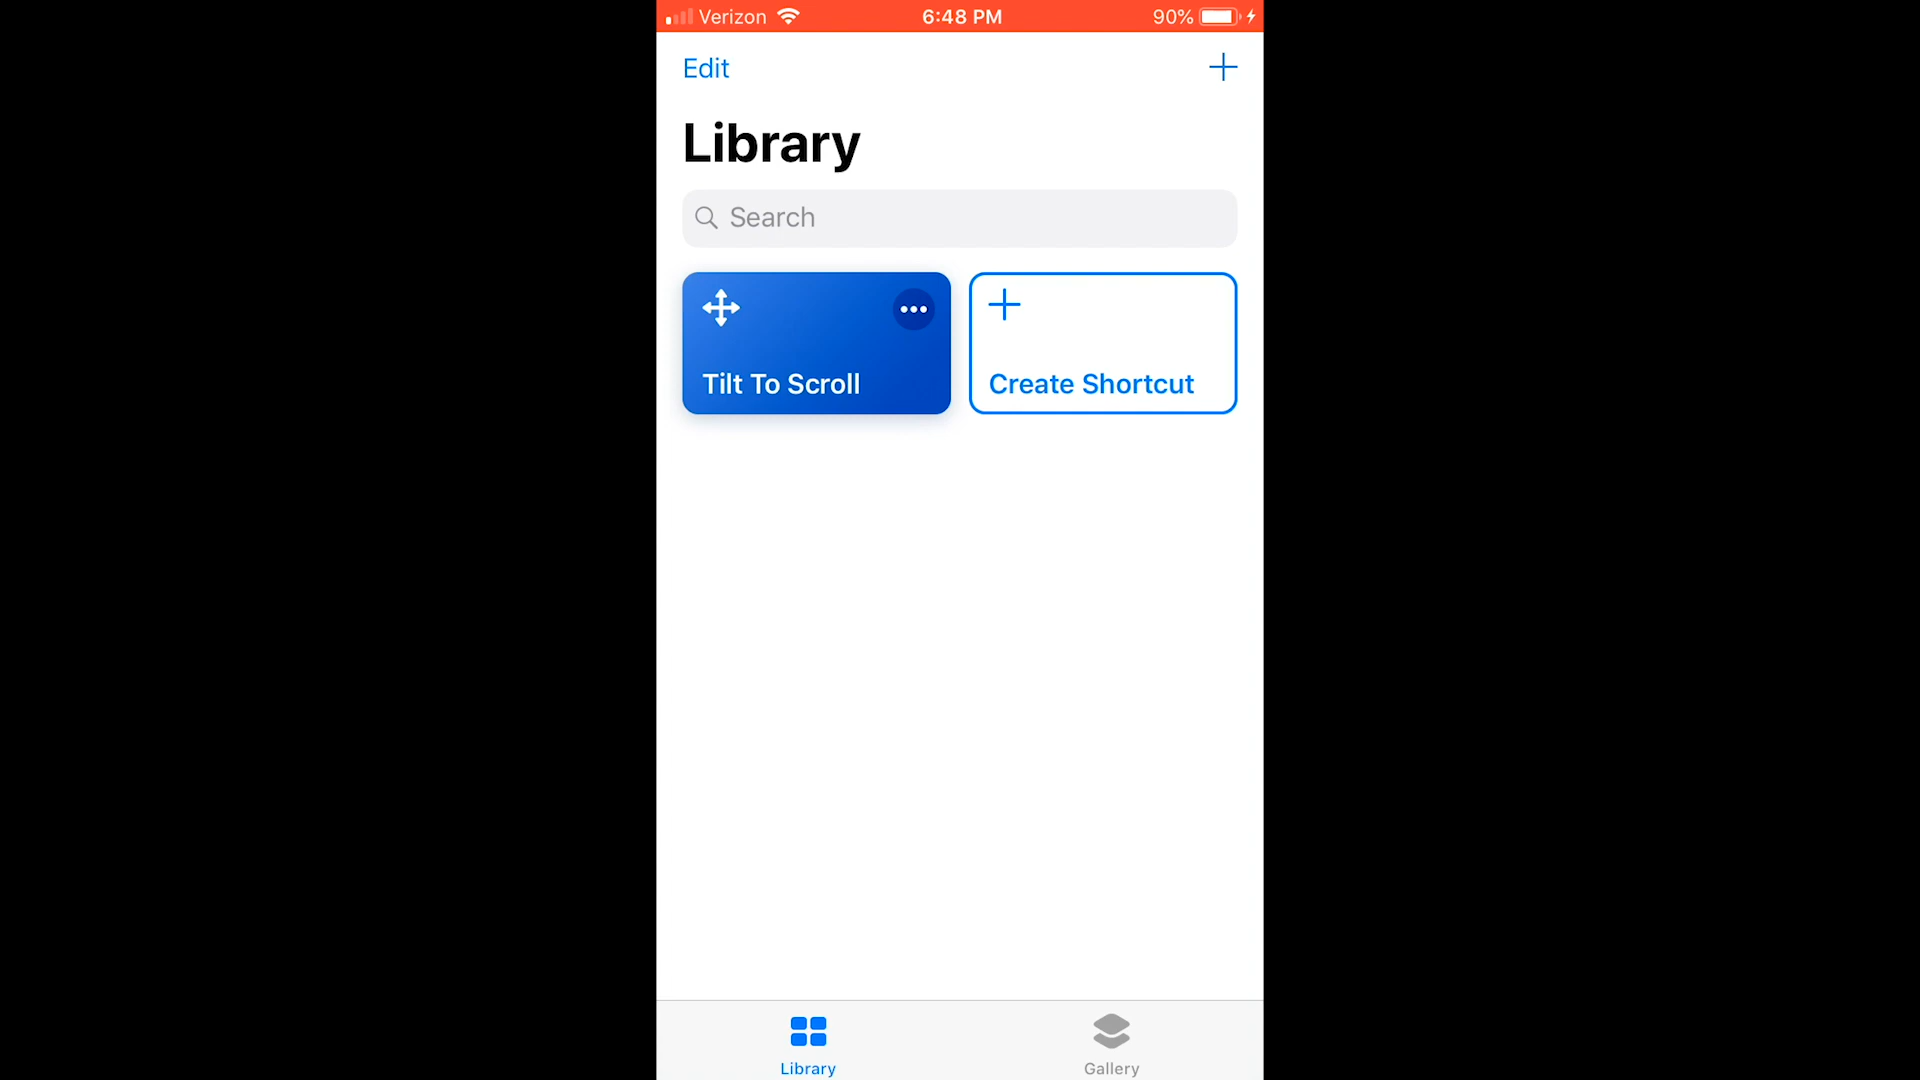 Verizon 6:48 PM 90%
Edit
Library
Search
Tilt To Scroll
Create Shortcut
Library
Gallery